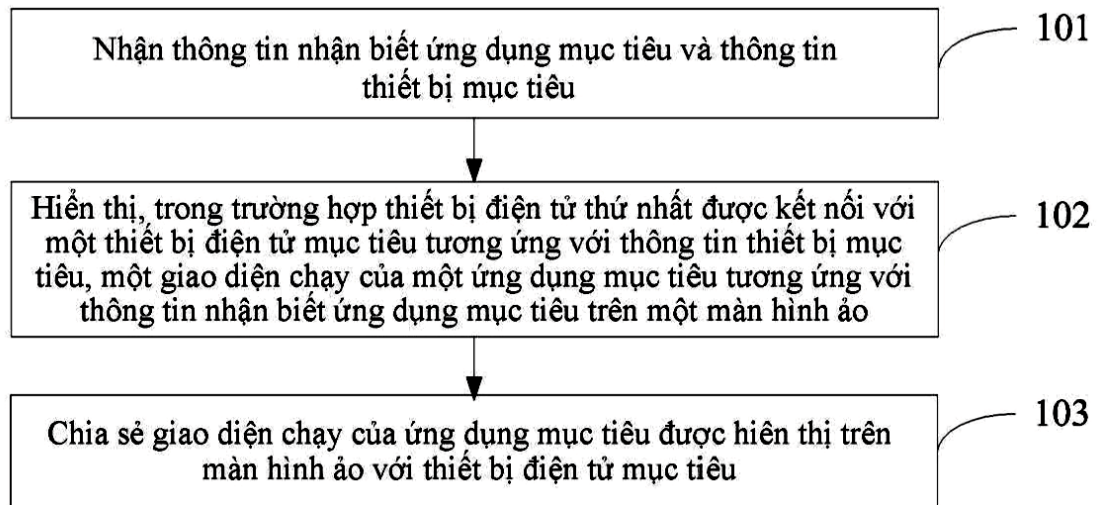 Nhận thông tin nhận biết ứng dụng mục tiêu và thông tin
thiết bị mục tiêu
101
Hiển thị, trong trường hợp thiết bị điện tử thứ nhất được kết nối với
một thiết bị điện tử mục tiêu tương ứng với thông tin thiết bị mục
tiêu, một giao diện chạy của một ứng dụng mục tiêu tương ứng với
thông tin nhận biết ứng dụng mục tiêu trên một màn hình ảo
102
Chia sẻ giao diện chạy của ứng dụng mục tiêu được hiên thị trên
màn hình ảo với thiết bị điện tử mục tiêu
103